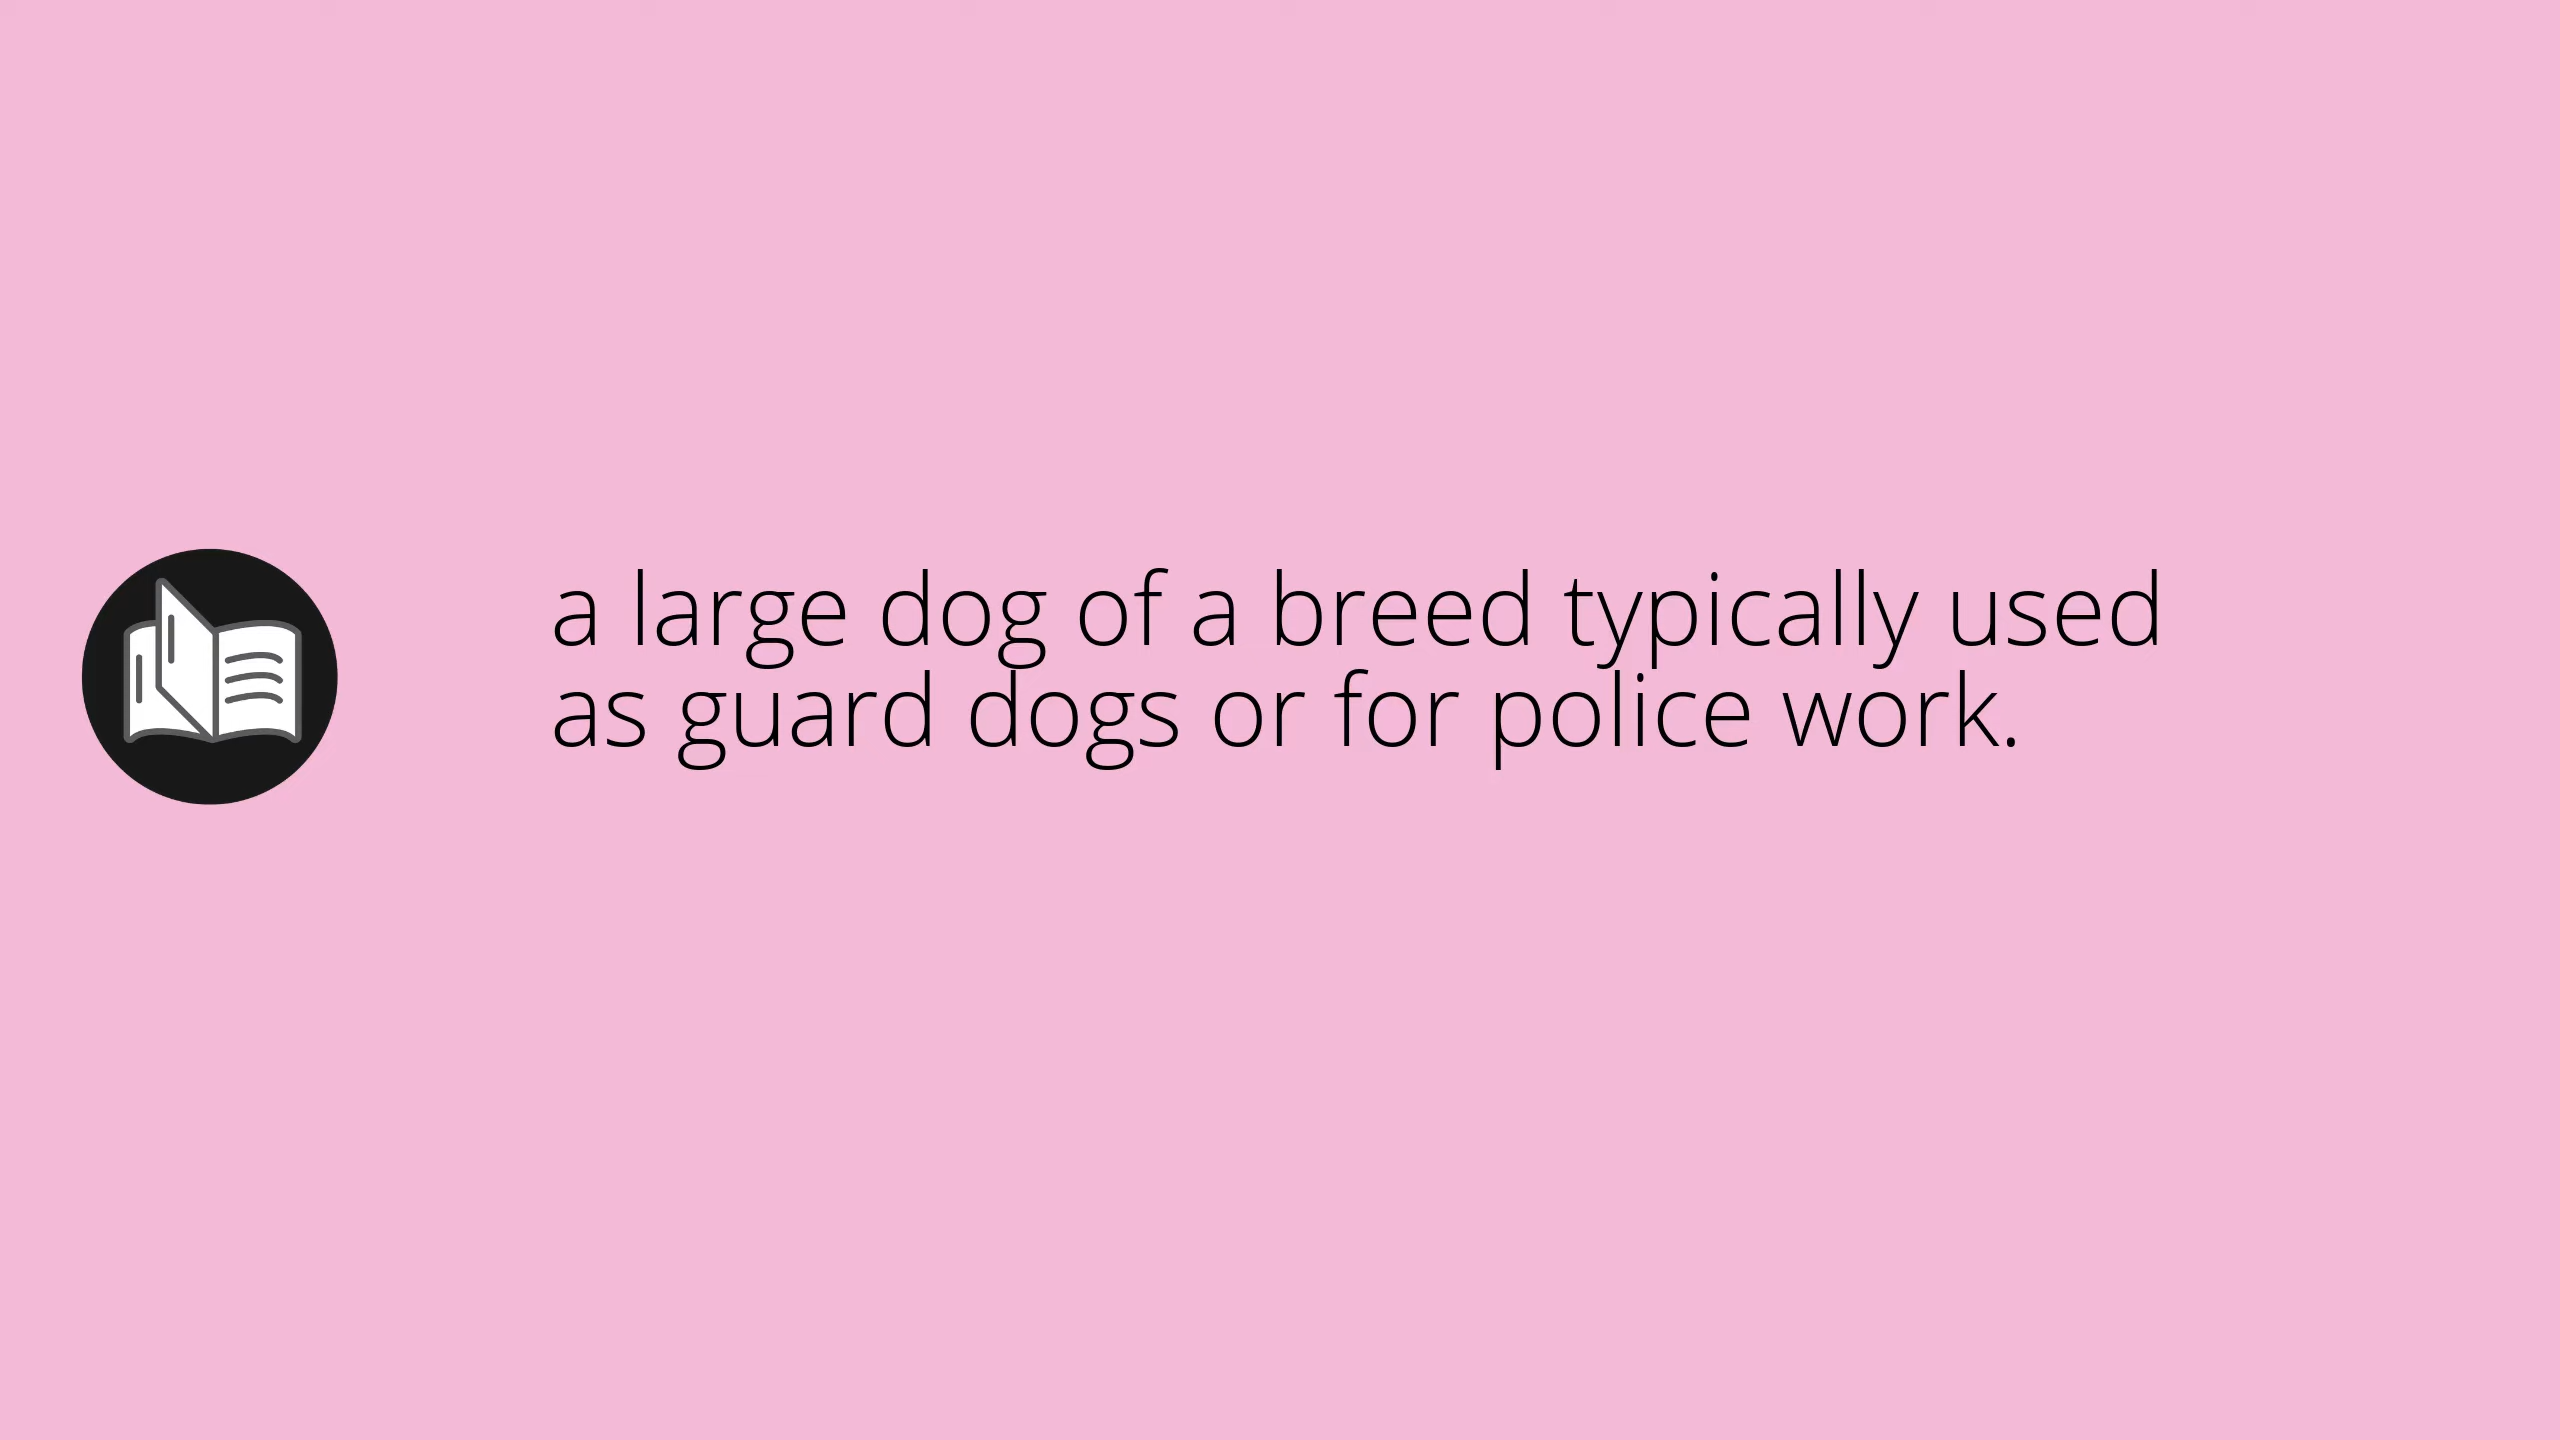 a large dog of a breed typically used
as guard dogs or for police work.